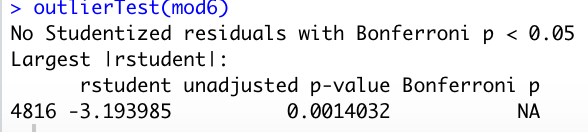 > outlierTest(mod6)
No Studentized residuals with Bonferroni p < 0.05
Largest |rstudent|:
      rstudent unadjusted p-value Bonferroni p
4816 -3.193985          0.0014032           NA